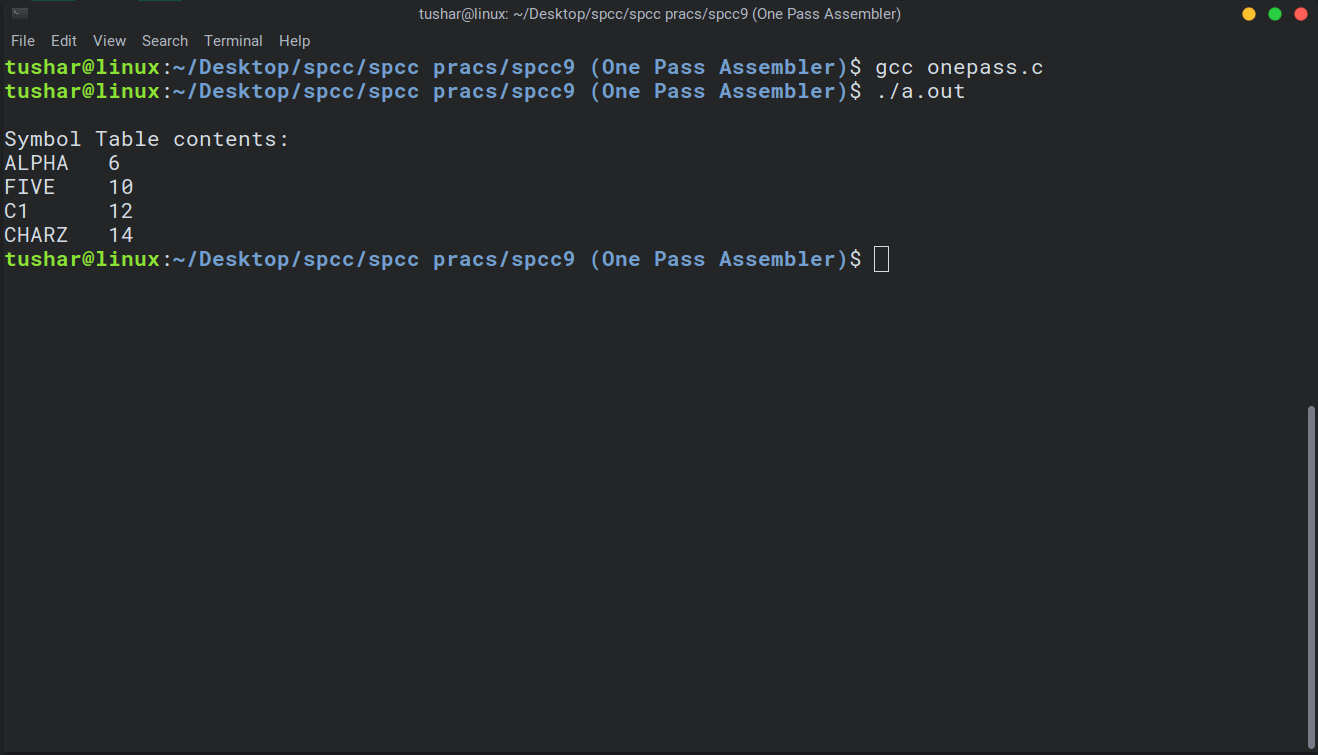 tushar@linux: ~/Desktop/spcc/spcc pracs/spcc9 (One Pass Assembler)
File Edit View Search Terminal Help
tushar@linux:~/Desktop/spcc/spcc pracs/spcc9 (One Pass Assembler)$ gcc onepass.c
tushar@linux:~/Desktop/spcc/spcc pracs/spcc9 (One Pass Assembler)$ ./a.out
Symbol Table contents:
ALPHA 6
FIVE 10
C1 12
CHARZ 14
tushar@linux:~/Desktop/spcc/spcc pracs/spcc9 (One Pass Assembler)$